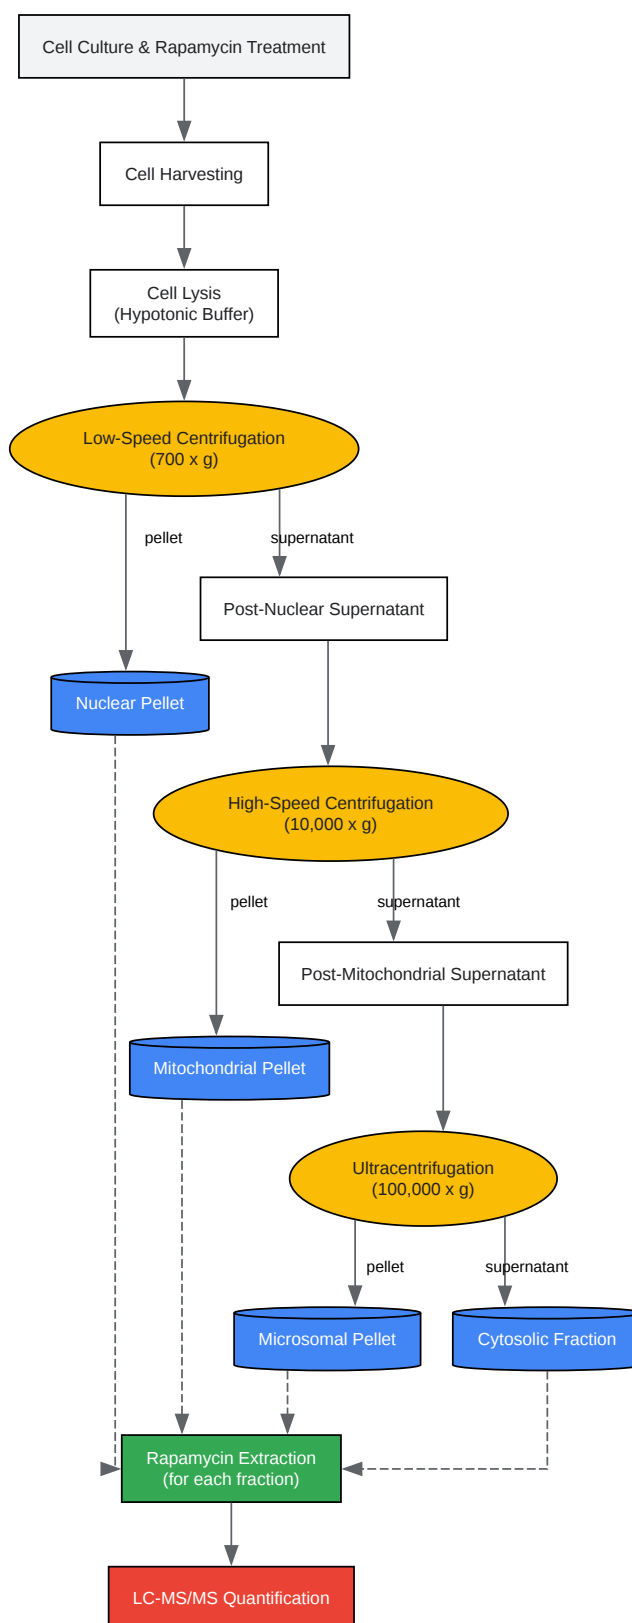 Cell Culture & Rapamycin Treatment
Cell Harvesting
Cell Lysis
(Hypotonic Buffer)
Low-Speed Centrifugation
(700 x g)
pellet
supernatant
Post-Nuclear Supernatant
Nuclear Pellet
High-Speed Centrifugation
(10,000 x g)
pellet
supernatant
Post-Mitochondrial Supernatant
Mitochondrial Pellet
Ultracentrifugation
(100,000 x g)
pellet
supernatant
Microsomal Pellet
Cytosolic Fraction
Rapamycin Extraction
(for each fraction)
LC-MS/MS Quantification